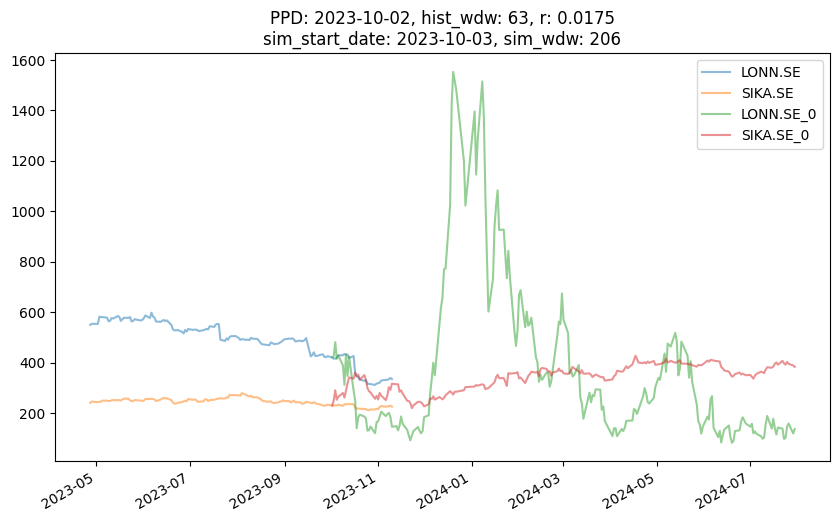 PPD: 2023-10-02, hist_wdw: 63, r: 0.0175
sim_start_date: 2023-10-03, sim_wdw: 206
1600
1400
1200
1000
800
600
400
200
LONN.SE
SIKA.SE
LONN.SE_0
SIKA.SE_0
2023-05
2023-07
2023-09
2023-11
2024-01
2024-03
2024-05
2024-07